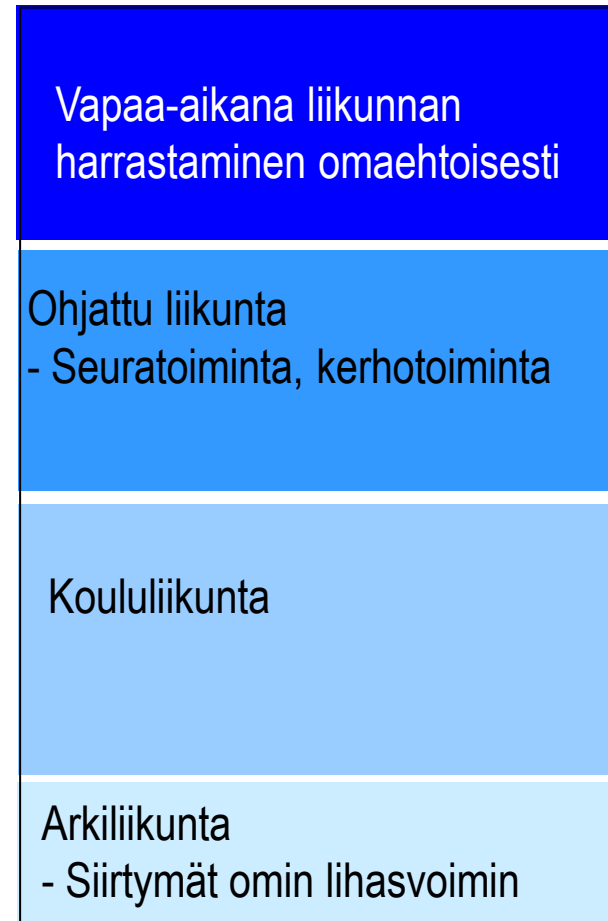 Vapaa-aikana liikunnan
harrastaminen omaehtoisesti
Ohjattu liikunta
- Seuratoiminta, kerhotoiminta
Koululiikunta
Arkiliikunta
- Siirtymät omin lihasvoimin